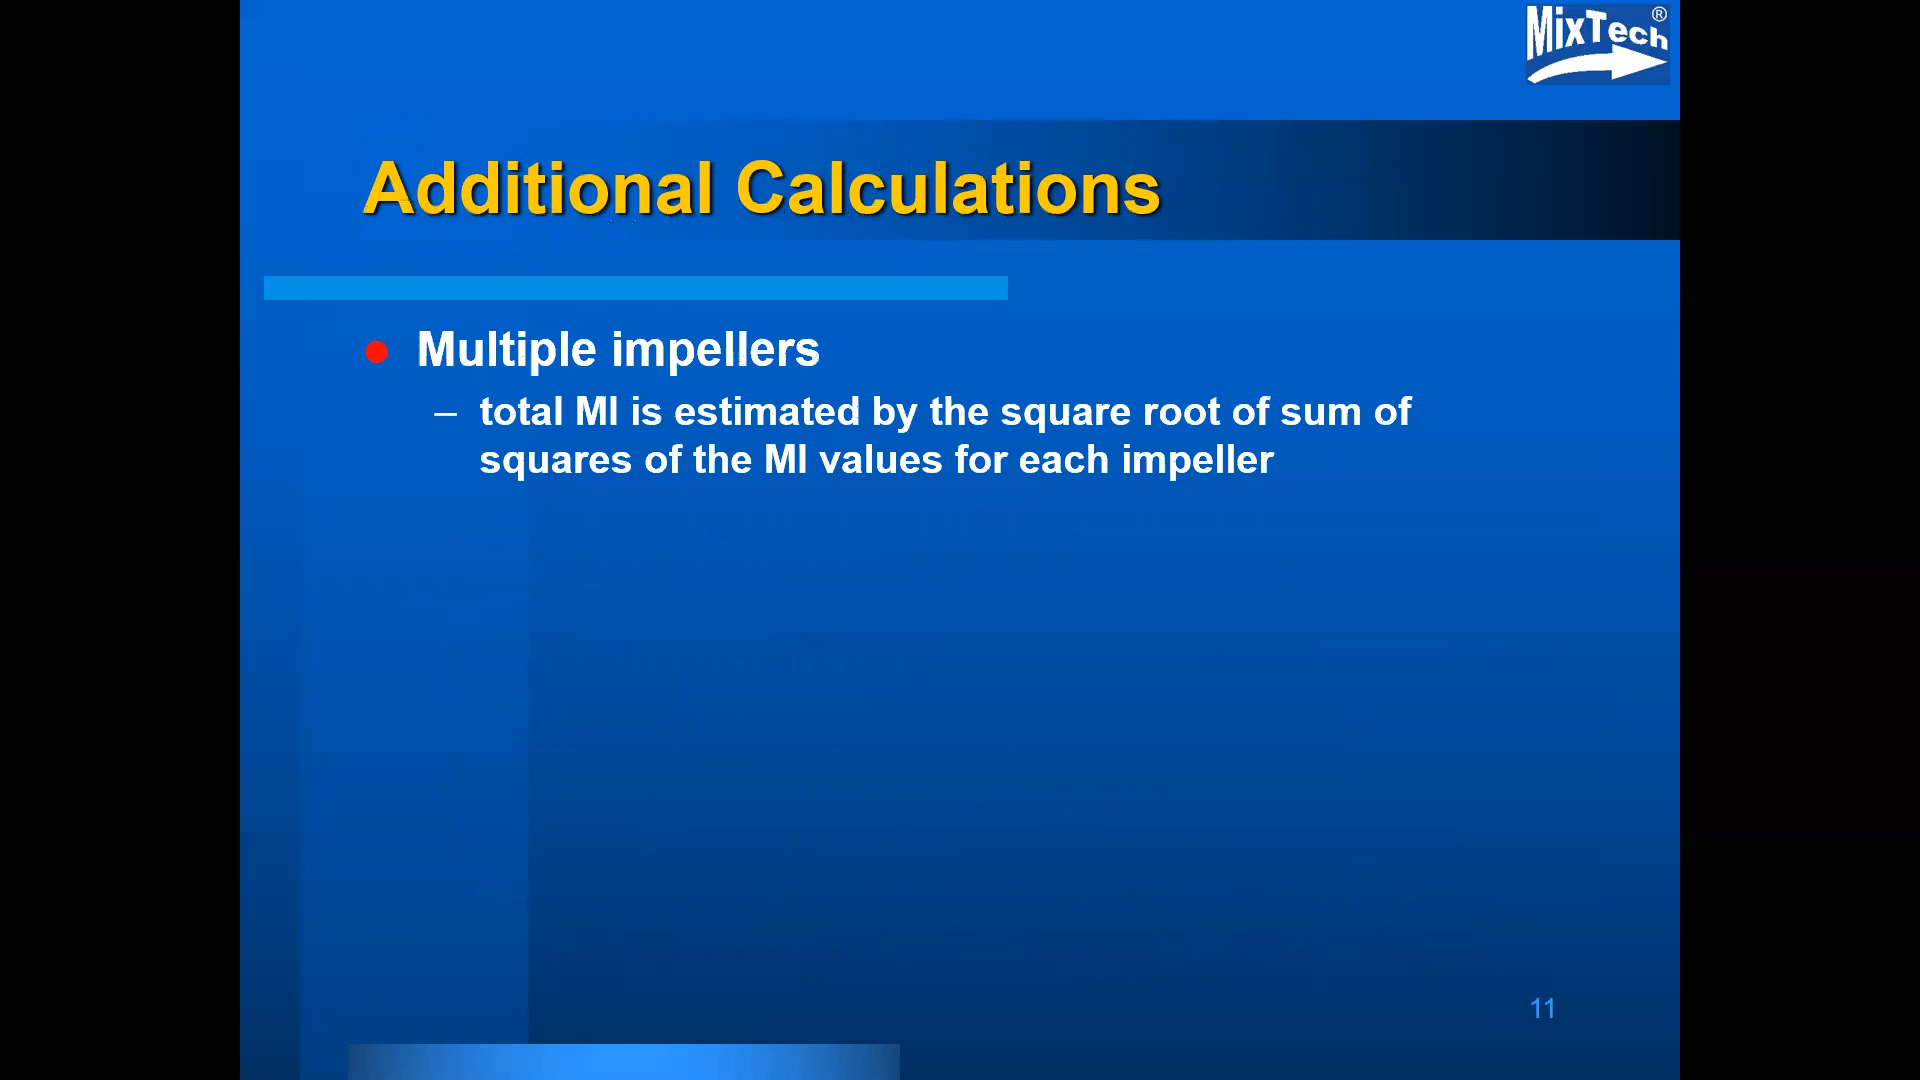 MixTech®
Additional Calculations
● Multiple impellers
– total MI is estimated by the square root of sum of
squares of the MI values for each impeller
11